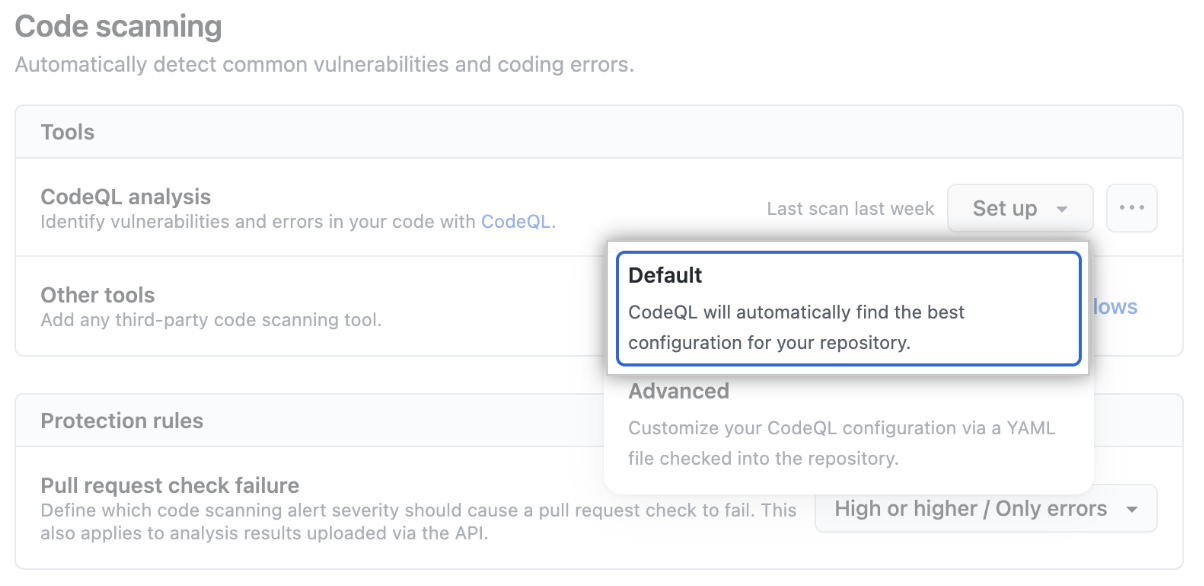 Code scanning
Automatically detect common vulnerabilities and coding errors.
Tools
CodeQL analysis
Identify vulnerabilities and errors in your code with CodeQL.
Last scan last week
Set up
Default
CodeQL will automatically find the best
configuration for your repository.
Advanced
Customize your CodeQL configuration via a YAML
file checked into the repository.
Other tools
Add any third-party code scanning tool.
lows
Protection rules
Pull request check failure
Define which code scanning alert severity should cause a pull request check to fail. This
also applies to analysis results uploaded via the API.
High or higher / Only errors